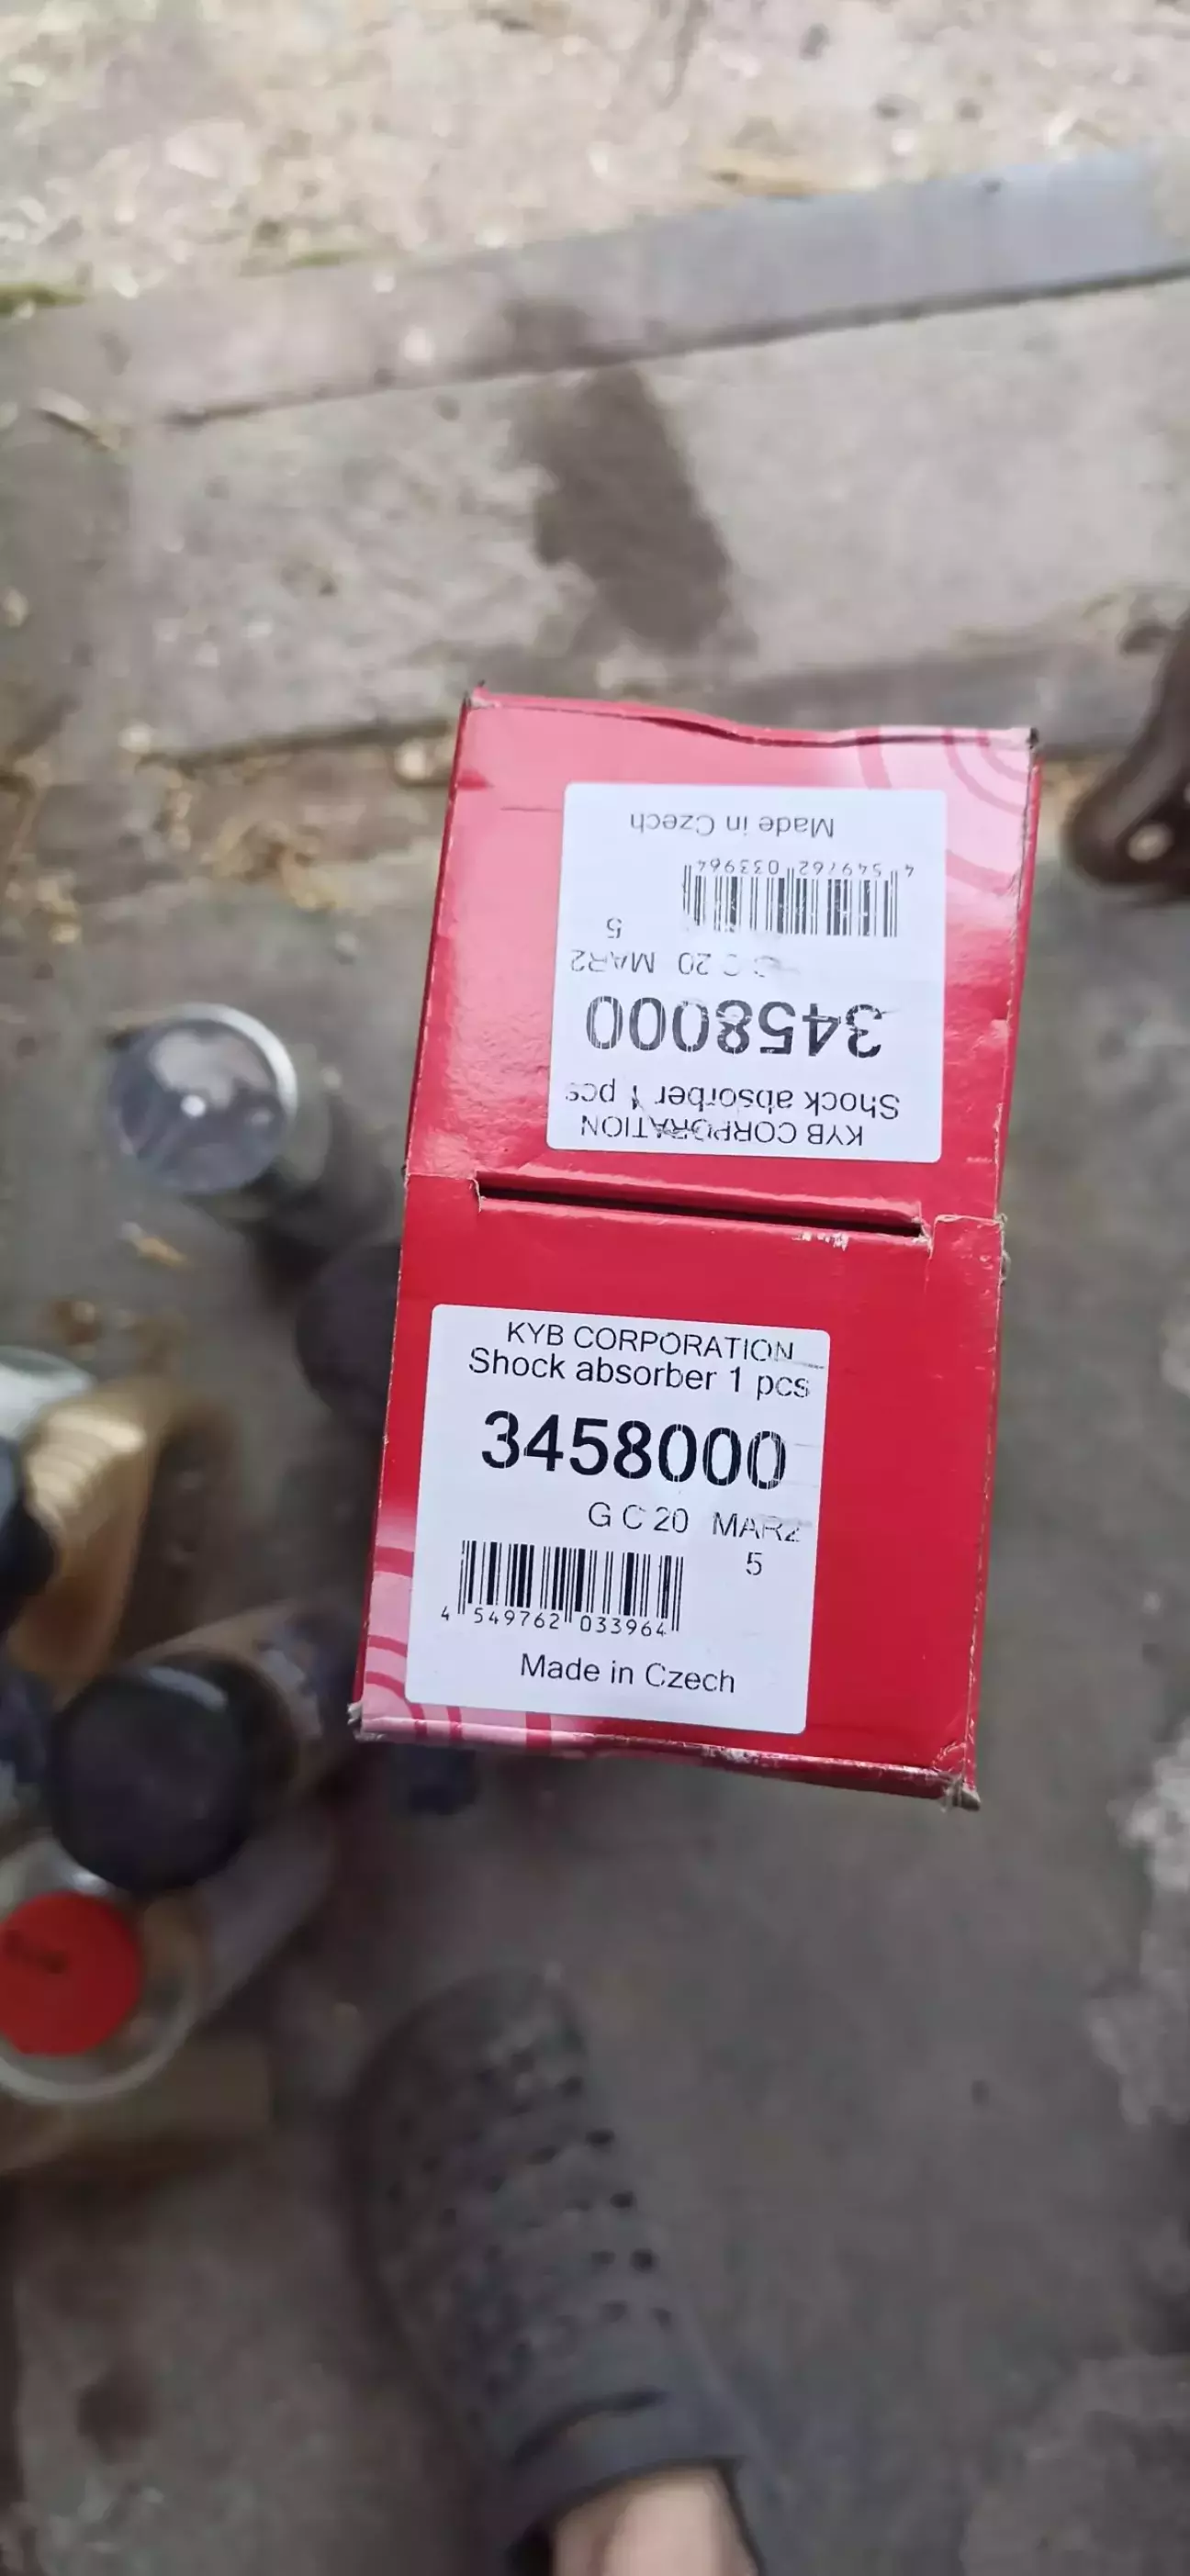 Made in Czech
4 549762 033964
5
G C 20 MAR2
3458000
Shock absorber 1 pcs
KYB CORPORATION
KYB CORPORATION
Shock absorber 1 pcs
3458000
G C 20 MAR2
5
4 549762 033964
Made in Czech